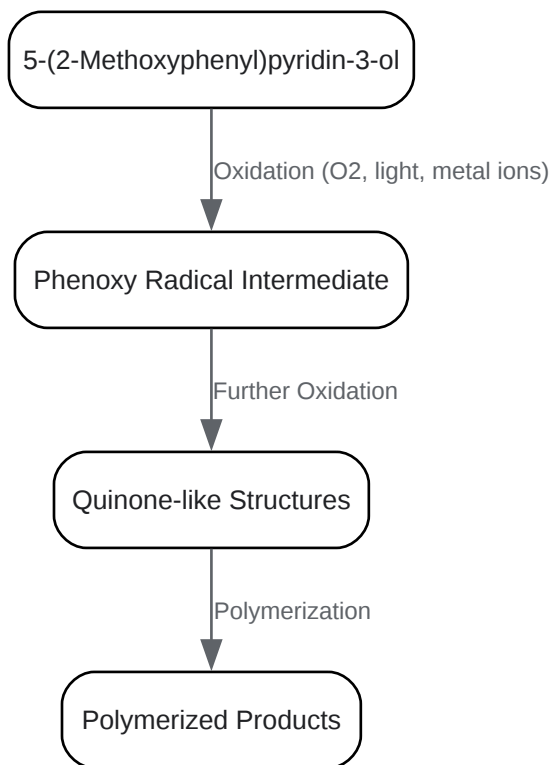 5-(2-Methoxyphenyl)pyridin-3-ol
Oxidation (O2, light, metal ions)
Phenoxy Radical Intermediate
Further Oxidation
Quinone-like Structures
Polymerization
Polymerized Products